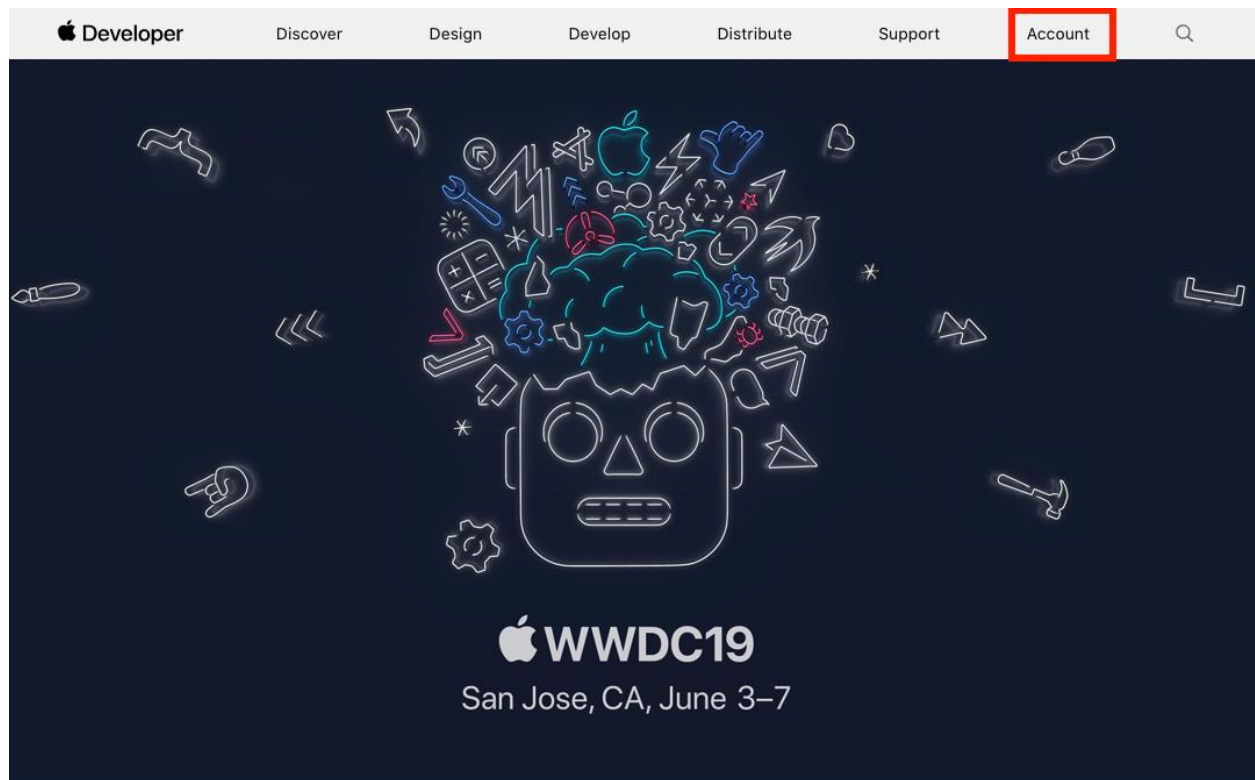 Developer Discover Design Develop Distribute Support Account
WWDC19
San Jose, CA, June 3–7